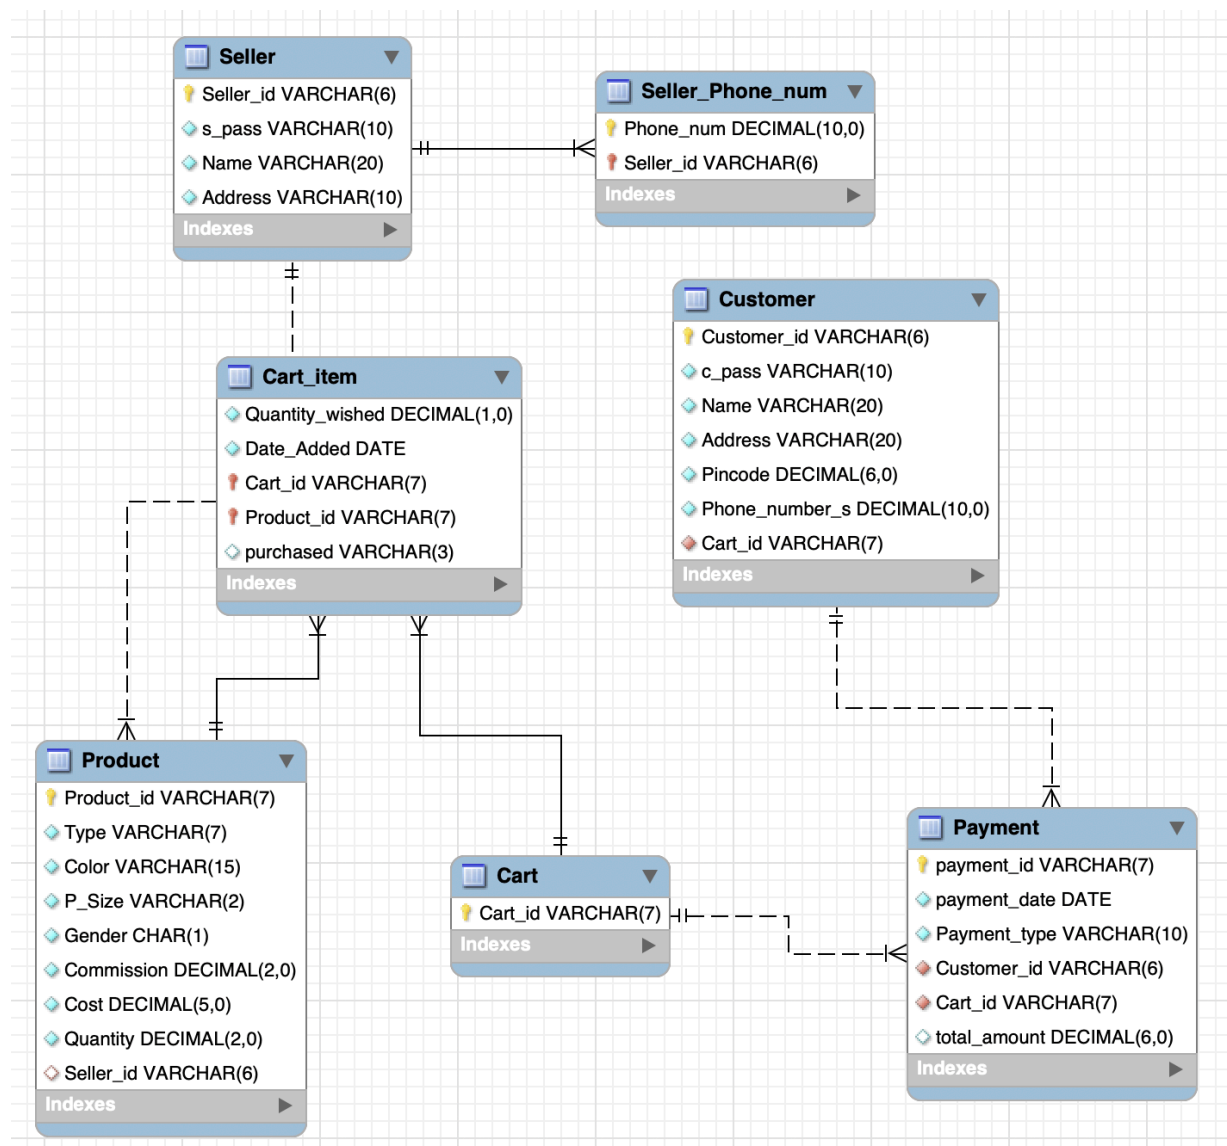 Seller
Seller_id VARCHAR(6)
s_pass VARCHAR(10)
Name VARCHAR(20)
Address VARCHAR(10)
Indexes
Seller_Phone_num
Phone_num DECIMAL(10,0)
Seller_id VARCHAR(6)
Indexes
Customer
Customer_id VARCHAR(6)
c_pass VARCHAR(10)
Name VARCHAR(20)
Address VARCHAR(20)
Pincode DECIMAL(6,0)
Phone_number_s DECIMAL(10,0)
Cart_id VARCHAR(7)
Indexes
Cart_item
Quantity_wished DECIMAL(1,0)
Date_Added DATE
Cart_id VARCHAR(7)
Product_id VARCHAR(7)
purchased VARCHAR(3)
Indexes
Product
Product_id VARCHAR(7)
Type VARCHAR(7)
Color VARCHAR(15)
P_Size VARCHAR(2)
Gender CHAR(1)
Commission DECIMAL(2,0)
Cost DECIMAL(5,0)
Quantity DECIMAL(2,0)
Seller_id VARCHAR(6)
Indexes
Cart
Cart_id VARCHAR(7)
Indexes
Payment
payment_id VARCHAR(7)
payment_date DATE
Payment_type VARCHAR(10)
Customer_id VARCHAR(6)
Cart_id VARCHAR(7)
total_amount DECIMAL(6,0)
Indexes